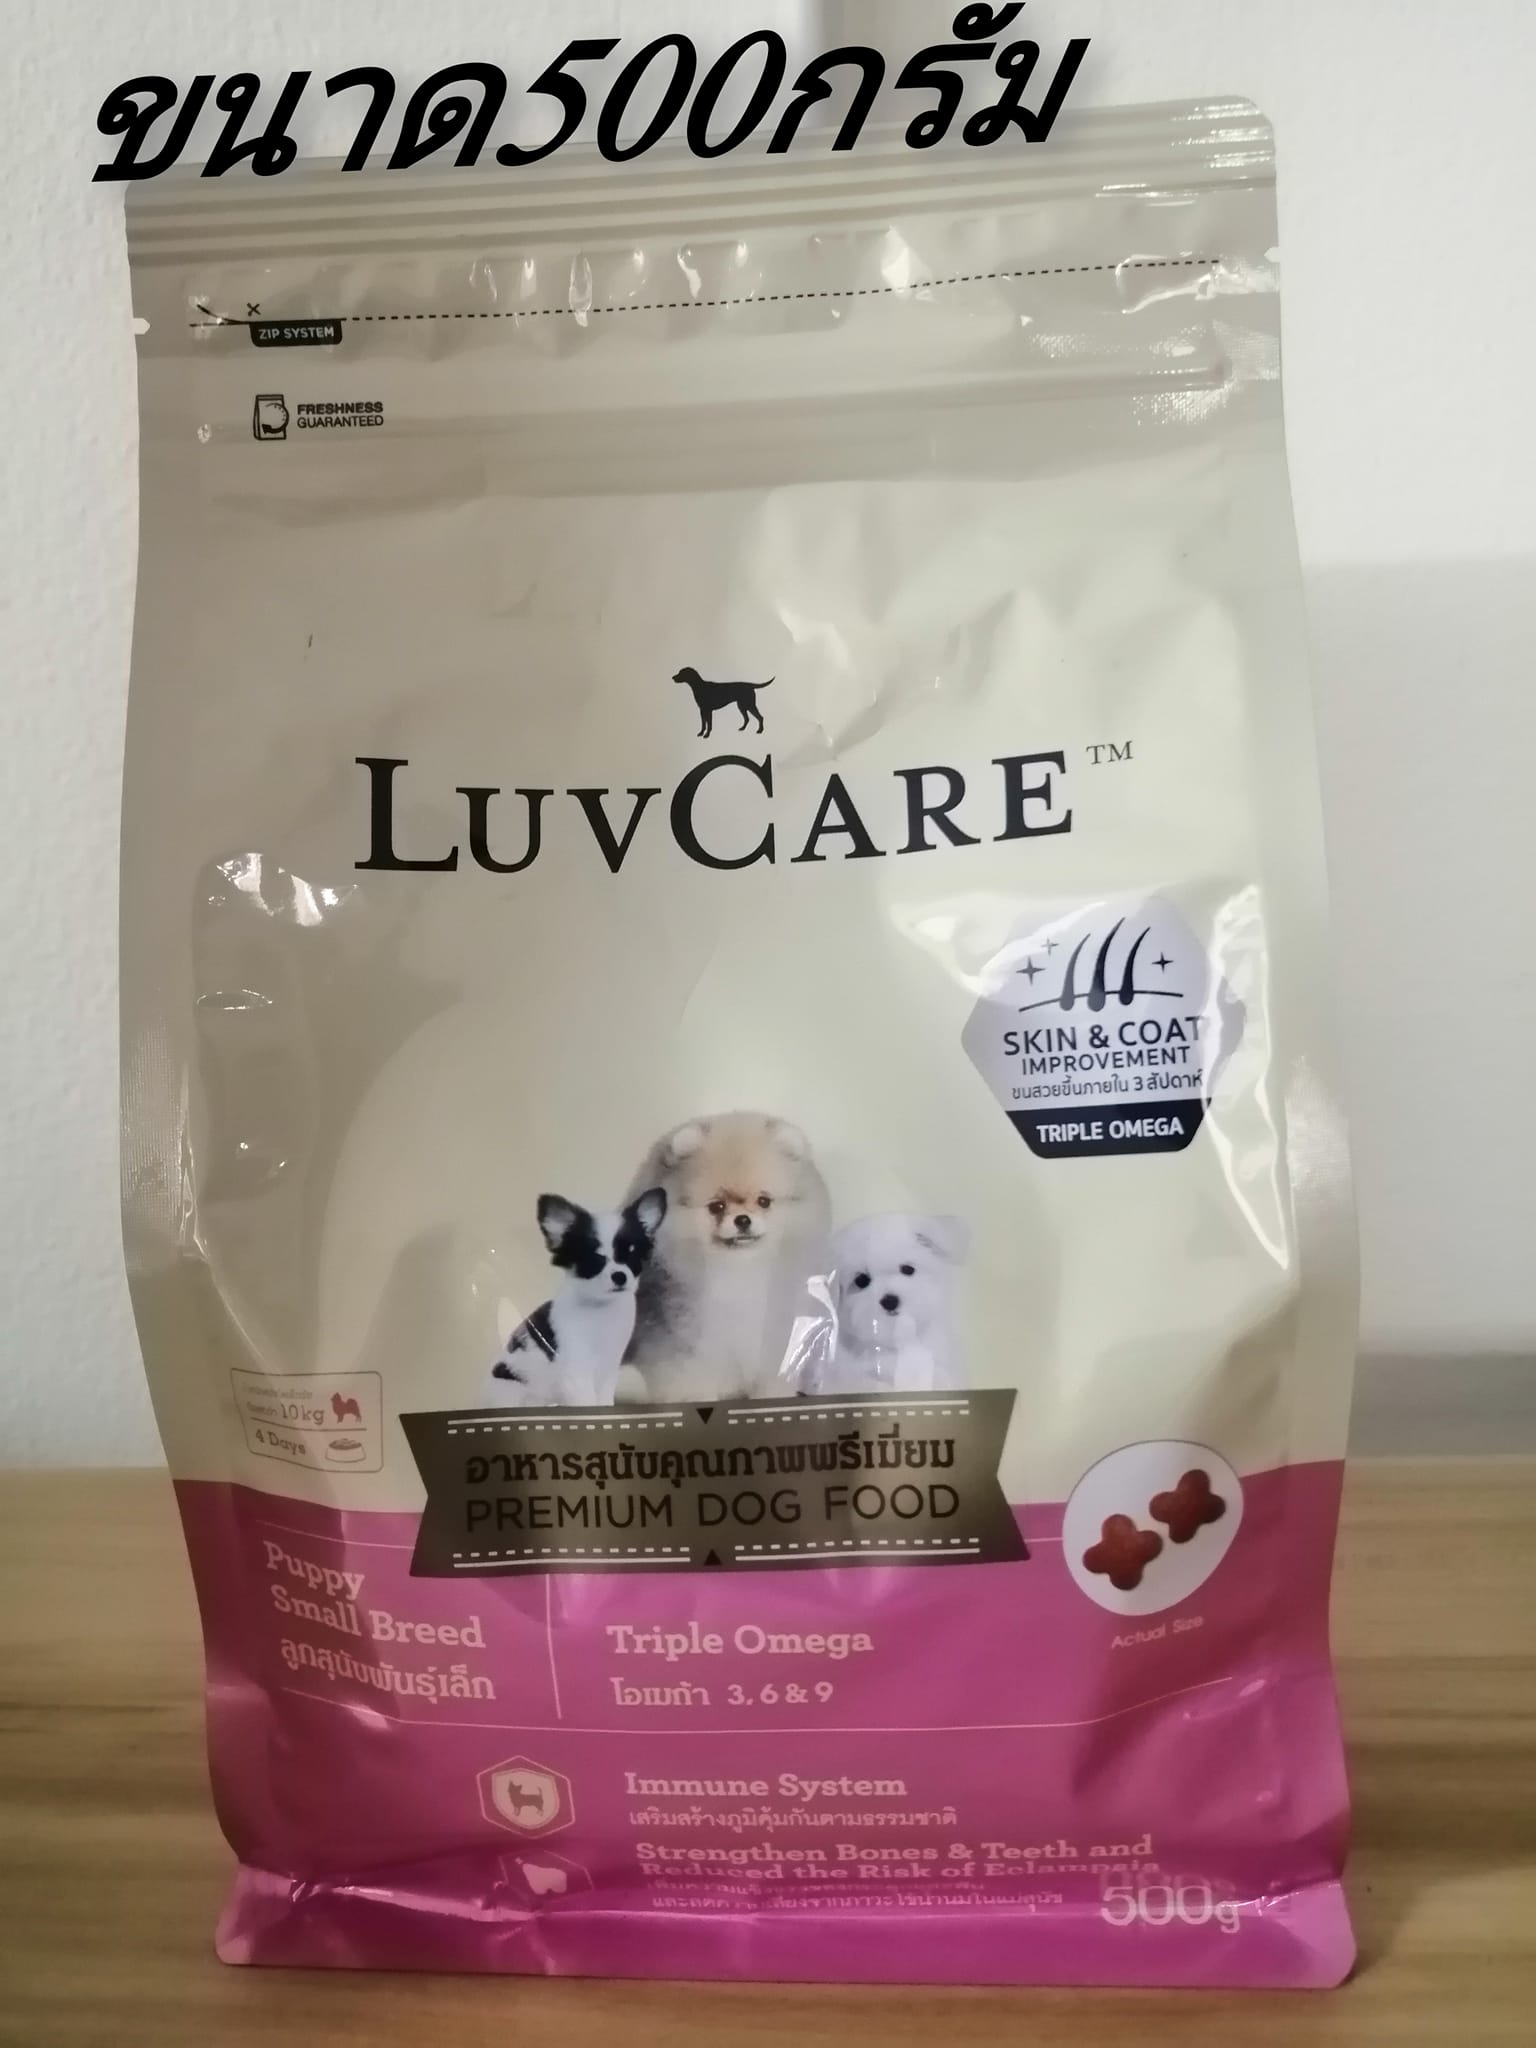 ขนาด500กรั้ม
ZIP SYSTEM
FRESHNESS
GUARANTEED
LUVCARE™
SKIN & COAT
IMPROVEMENT
ขนสวยขึ้นภายใน 3 สัปดาห์
TRIPLE OMEGA
10kg
4 Days
อาหารสุนัขคุณภาพพรีเมี่ยม
PREMIUM DOG FOOD
Actual Size
Puppy
Small Breed
ลูกสุนัขพันธุ์เล็ก
Triple Omega
โอเมก้า 3, 6 & 9
Immune System
เสริมสร้างภูมิคุ้มกันตามธรรมชาติ
Strengthen Bones & Teeth and
Reduced the Risk of Eclampsia
500g